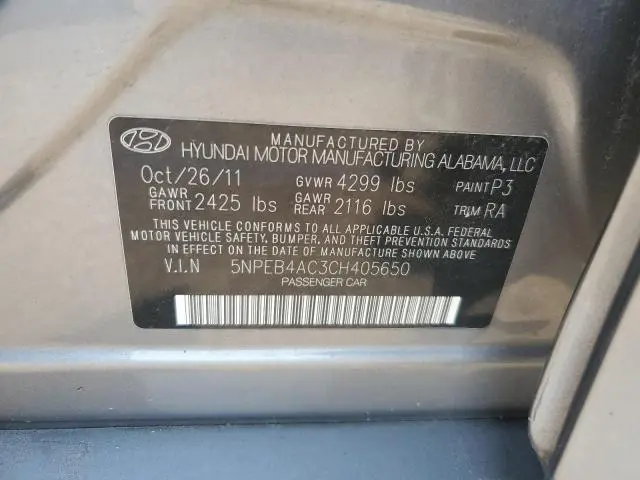 MANUFACTURED BY
HYUNDAI MOTOR MANUFACTURING ALABAMA, LLC
Oct/26/11 GVWR 4299 lbs PAINT P3
GAWR FRONT 2425 lbs GAWR REAR 2116 lbs TRIM RA
THIS VEHICLE CONFORMS TO ALL APPLICABLE U.S.A. FEDERAL
MOTOR VEHICLE SAFETY, BUMPER, AND THEFT PREVENTION
STANDARDS IN EFFECT ON THE DATE OF MANUFACTURE SHOWN ABOVE
V.I.N 5NPEB4AC3CH405650
PASSENGER CAR